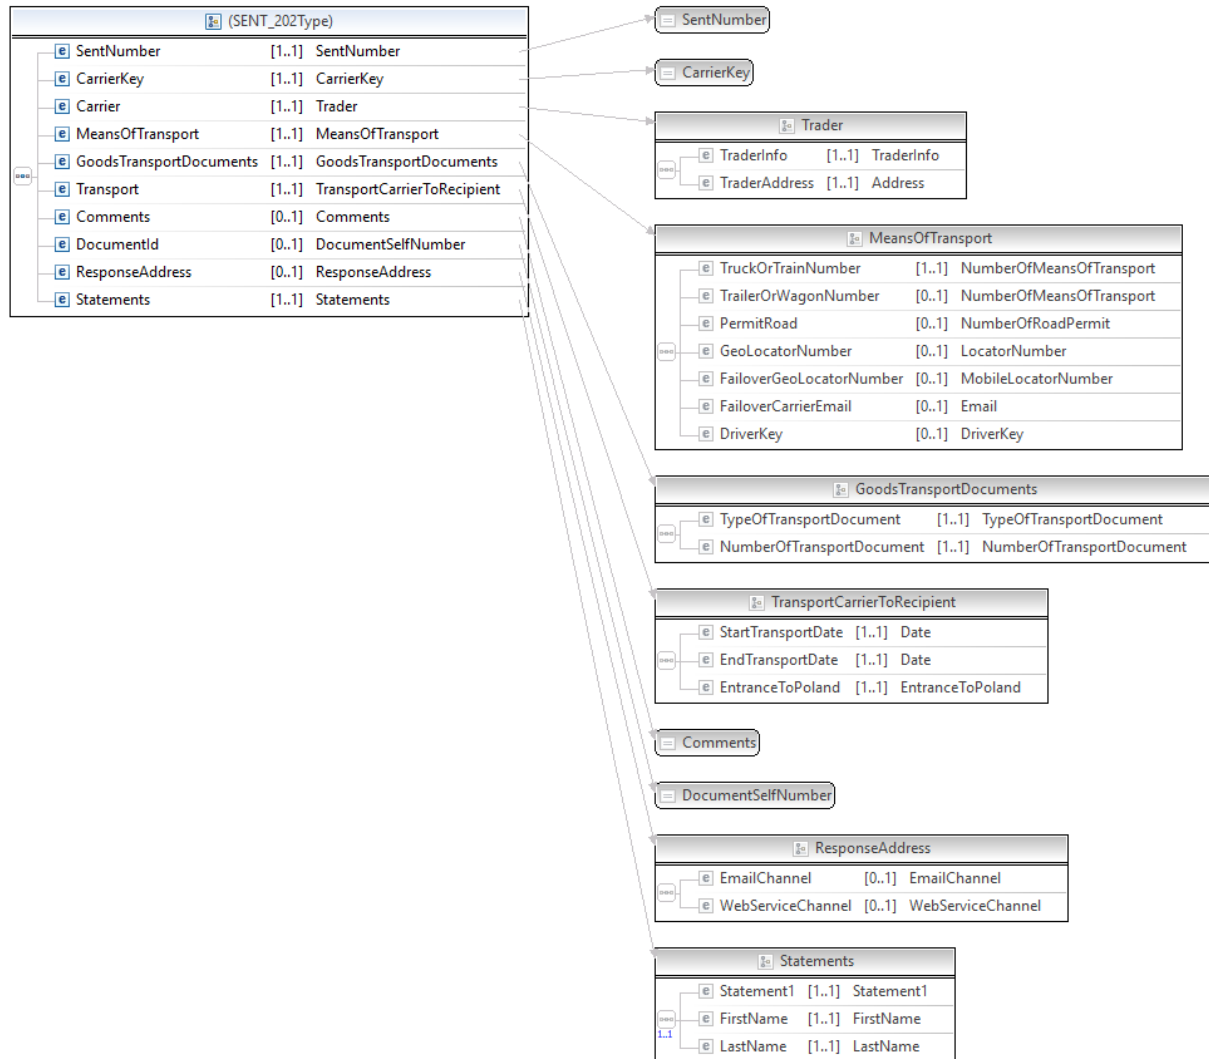 (SENT_202Type)
SentNumber [1..1] SentNumber
CarrierKey [1..1] CarrierKey
Carrier [1..1] Trader
MeansOfTransport [1..1] MeansOfTransport
GoodsTransportDocuments [1..1] GoodsTransportDocuments
Transport [1..1] TransportCarrierToRecipient
Comments [0..1] Comments
DocumentId [0..1] DocumentSelfNumber
ResponseAddress [0..1] ResponseAddress
Statements [1..1] Statements
SentNumber
CarrierKey
Trader
TraderInfo [1..1] TraderInfo
TraderAddress [1..1] Address
MeansOfTransport
TruckOrTrainNumber [1..1] NumberOfMeansOfTransport
TrailerOrWagonNumber [0..1] NumberOfMeansOfTransport
PermitRoad [0..1] NumberOfRoadPermit
GeoLocatorNumber [0..1] LocatorNumber
FailoverGeoLocatorNumber [0..1] MobileLocatorNumber
FailoverCarrierEmail [0..1] Email
DriverKey [0..1] DriverKey
GoodsTransportDocuments
TypeOfTransportDocument [1..1] TypeOfTransportDocument
NumberOfTransportDocument [1..1] NumberOfTransportDocument
TransportCarrierToRecipient
StartTransportDate [1..1] Date
EndTransportDate [1..1] Date
EntranceToPoland [1..1] EntranceToPoland
Comments
DocumentSelfNumber
ResponseAddress
EmailChannel [0..1] EmailChannel
WebServiceChannel [0..1] WebServiceChannel
Statements
Statement1 [1..1] Statement1
FirstName [1..1] FirstName
1..1
LastName [1..1] LastName